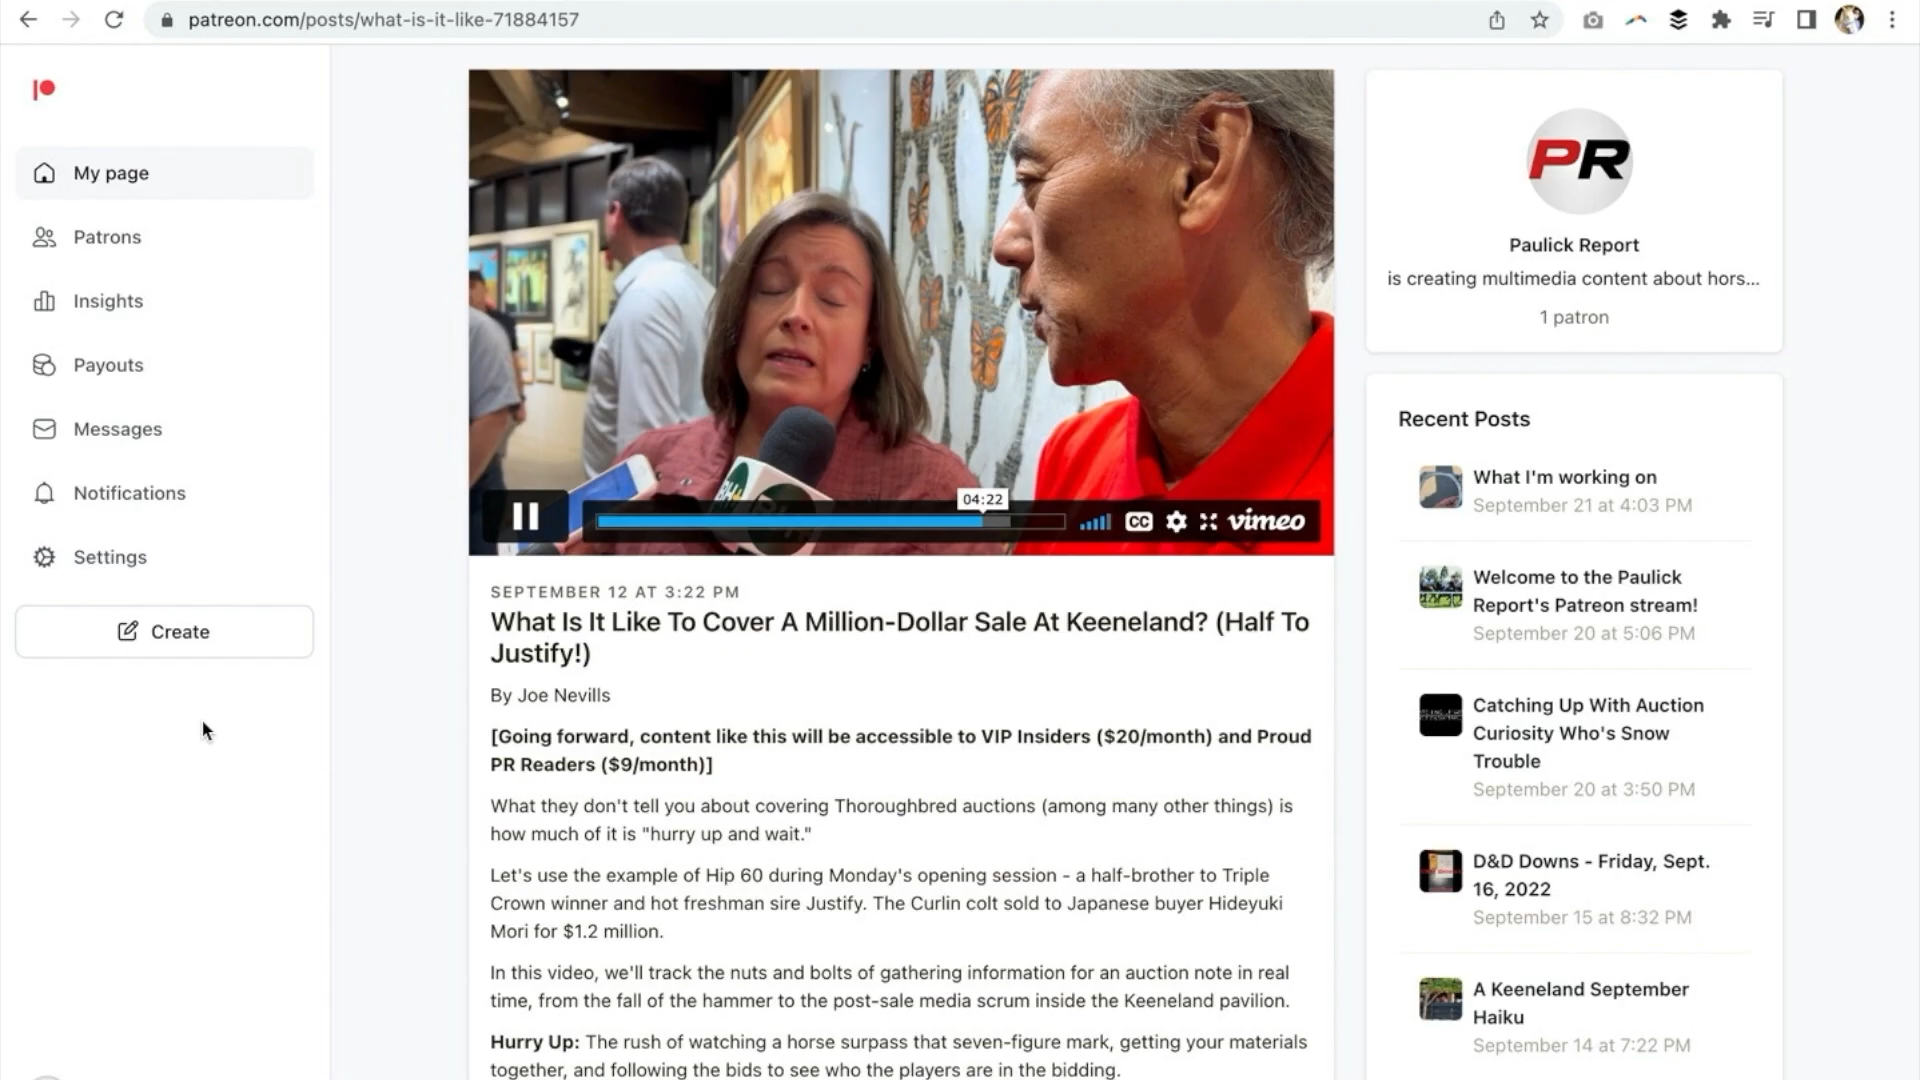 patreon.com/posts/what-is-it-like-71884157
My page
Patrons
Insights
Payouts
Messages
Notifications
Settings
Create
BH+
04:22
CC
vimeo
SEPTEMBER 12 AT 3:22 PM
What Is It Like To Cover A Million-Dollar Sale At Keeneland? (Half To
Justify!)
By Joe Nevills
[Going forward, content like this will be accessible to VIP Insiders ($20/month) and Proud
PR Readers ($9/month)]
What they don't tell you about covering Thoroughbred auctions (among many other things) is
how much of it is "hurry up and wait."
Let's use the example of Hip 60 during Monday's opening session - a half-brother to Triple
Crown winner and hot freshman sire Justify. The Curlin colt sold to Japanese buyer Hideyuki
Mori for $1.2 million.
In this video, we'll track the nuts and bolts of gathering information for an auction note in real
time, from the fall of the hammer to the post-sale media scrum inside the Keeneland pavilion.
Hurry Up: The rush of watching a horse surpass that seven-figure mark, getting your materials
together, and following the bids to see who the players are in the bidding.
PR
Paulick Report
is creating multimedia content about hors...
1 patron
Recent Posts
What I'm working on
September 21 at 4:03 PM
Welcome to the Paulick
Report's Patreon stream!
September 20 at 5:06 PM
Catching Up With Auction
Curiosity Who's Snow
Trouble
September 20 at 3:50 PM
D&D Downs - Friday, Sept.
16, 2022
September 15 at 8:32 PM
A Keeneland September
Haiku
September 14 at 7:22 PM